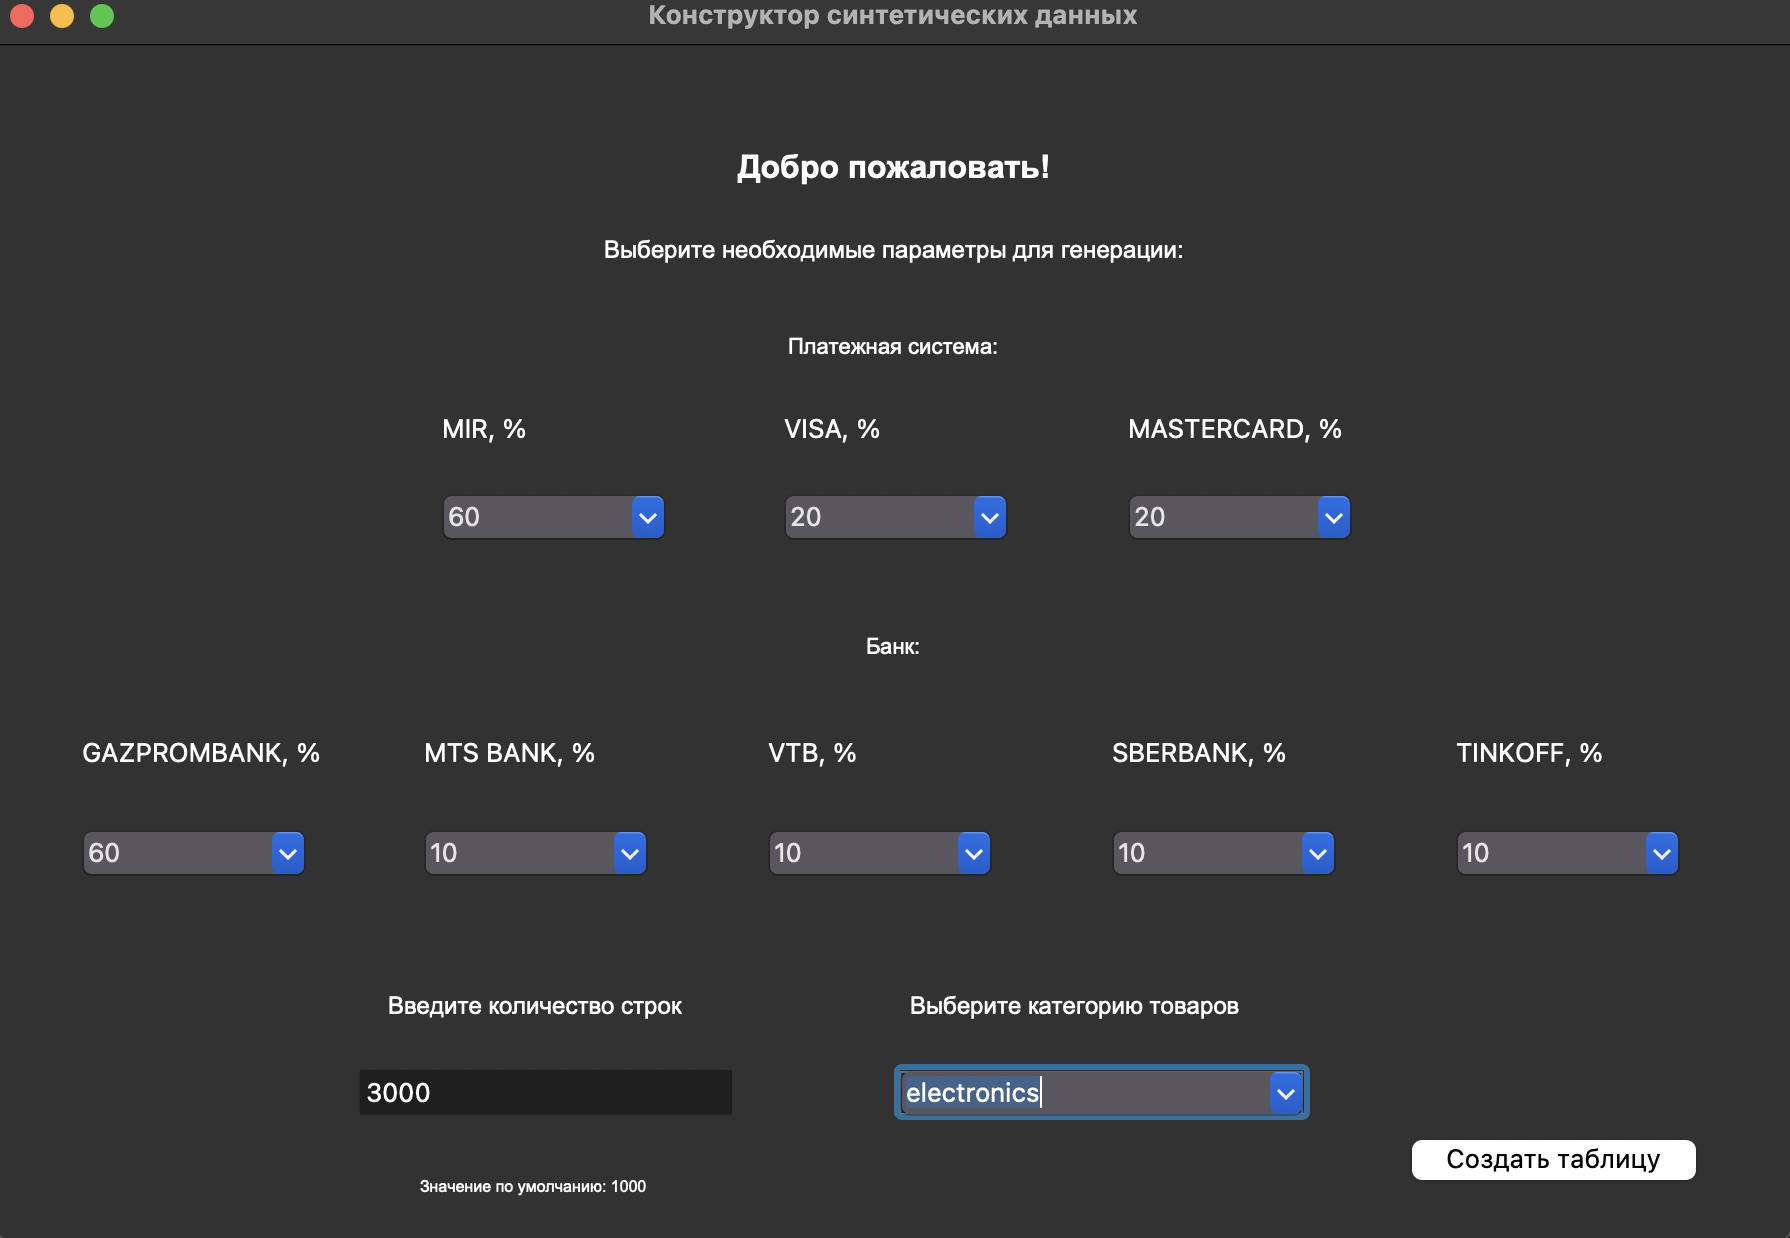 Конструктор синтетических данных
Добро пожаловать!
Выберите необходимые параметры для генерации:
Платежная система:
MIR, % VISA, % MASTERCARD, %
60 20 20
Банк:
GAZPROMBANK, % MTS BANK, % VTB, % SBERBANK, % TINKOFF, %
60 10 10 10 10
Введите количество строк Выберите категорию товаров
3000 electronics
Создать таблицу
Значение по умолчанию: 1000